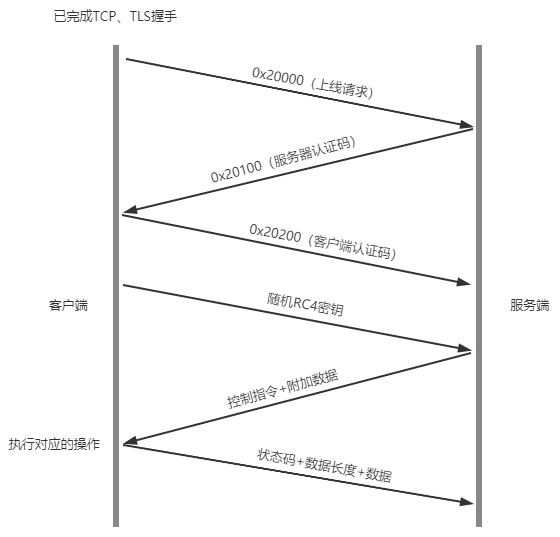 已完成TCP、TLS握手
0x20000（上线请求）
0x20100（服务器认证码）
0x20200（客户端认证码）
客户端
随机RC4密钥
服务端
控制指令+附加数据
执行对应的操作
状态码+数据长度+数据